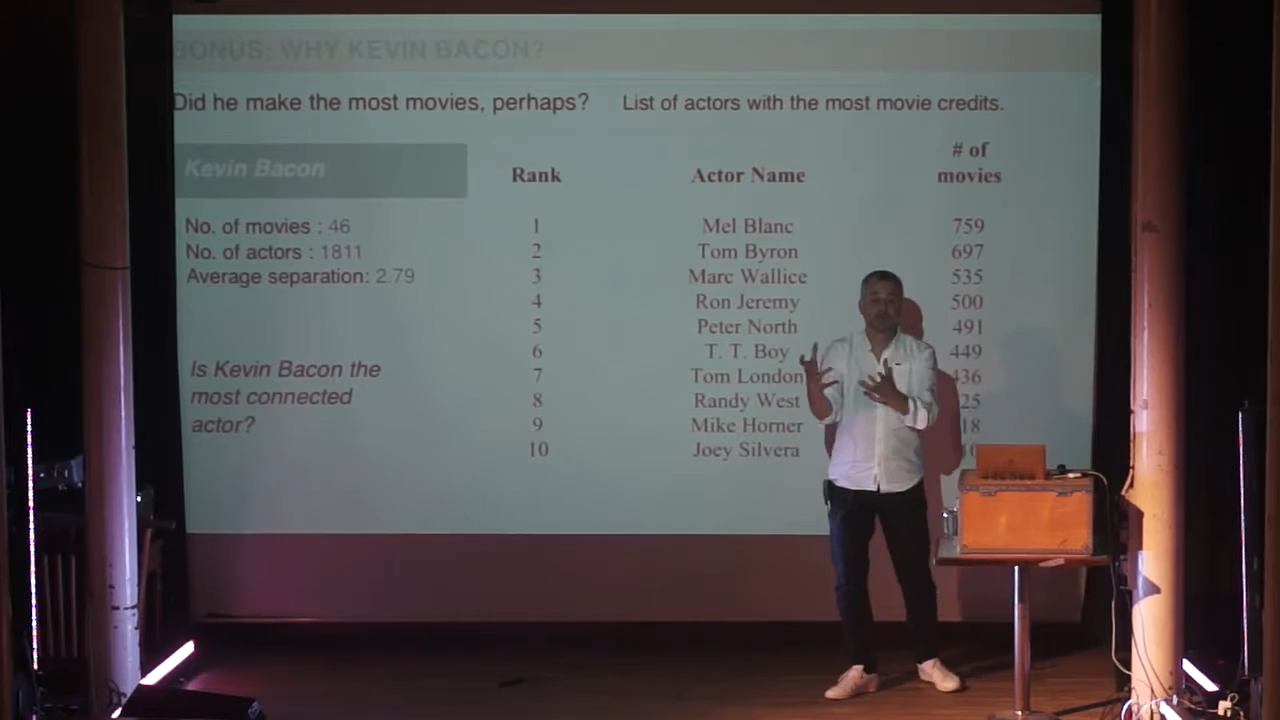 BONUS: WHY KEVIN BACON?
Did he make the most movies, perhaps? List of actors with the most movie credits.
Kevin Bacon
No. of movies : 46
No. of actors : 1811
Average separation: 2.79
Is Kevin Bacon the
most connected
actor?
Rank Actor Name # of movies
1 Mel Blanc 759
2 Tom Byron 697
3 Marc Wallice 535
4 Ron Jeremy 500
5 Peter North 491
6 T. T. Boy 449
7 Tom London 436
8 Randy West
9 Mike Horner
10 Joey Silvera